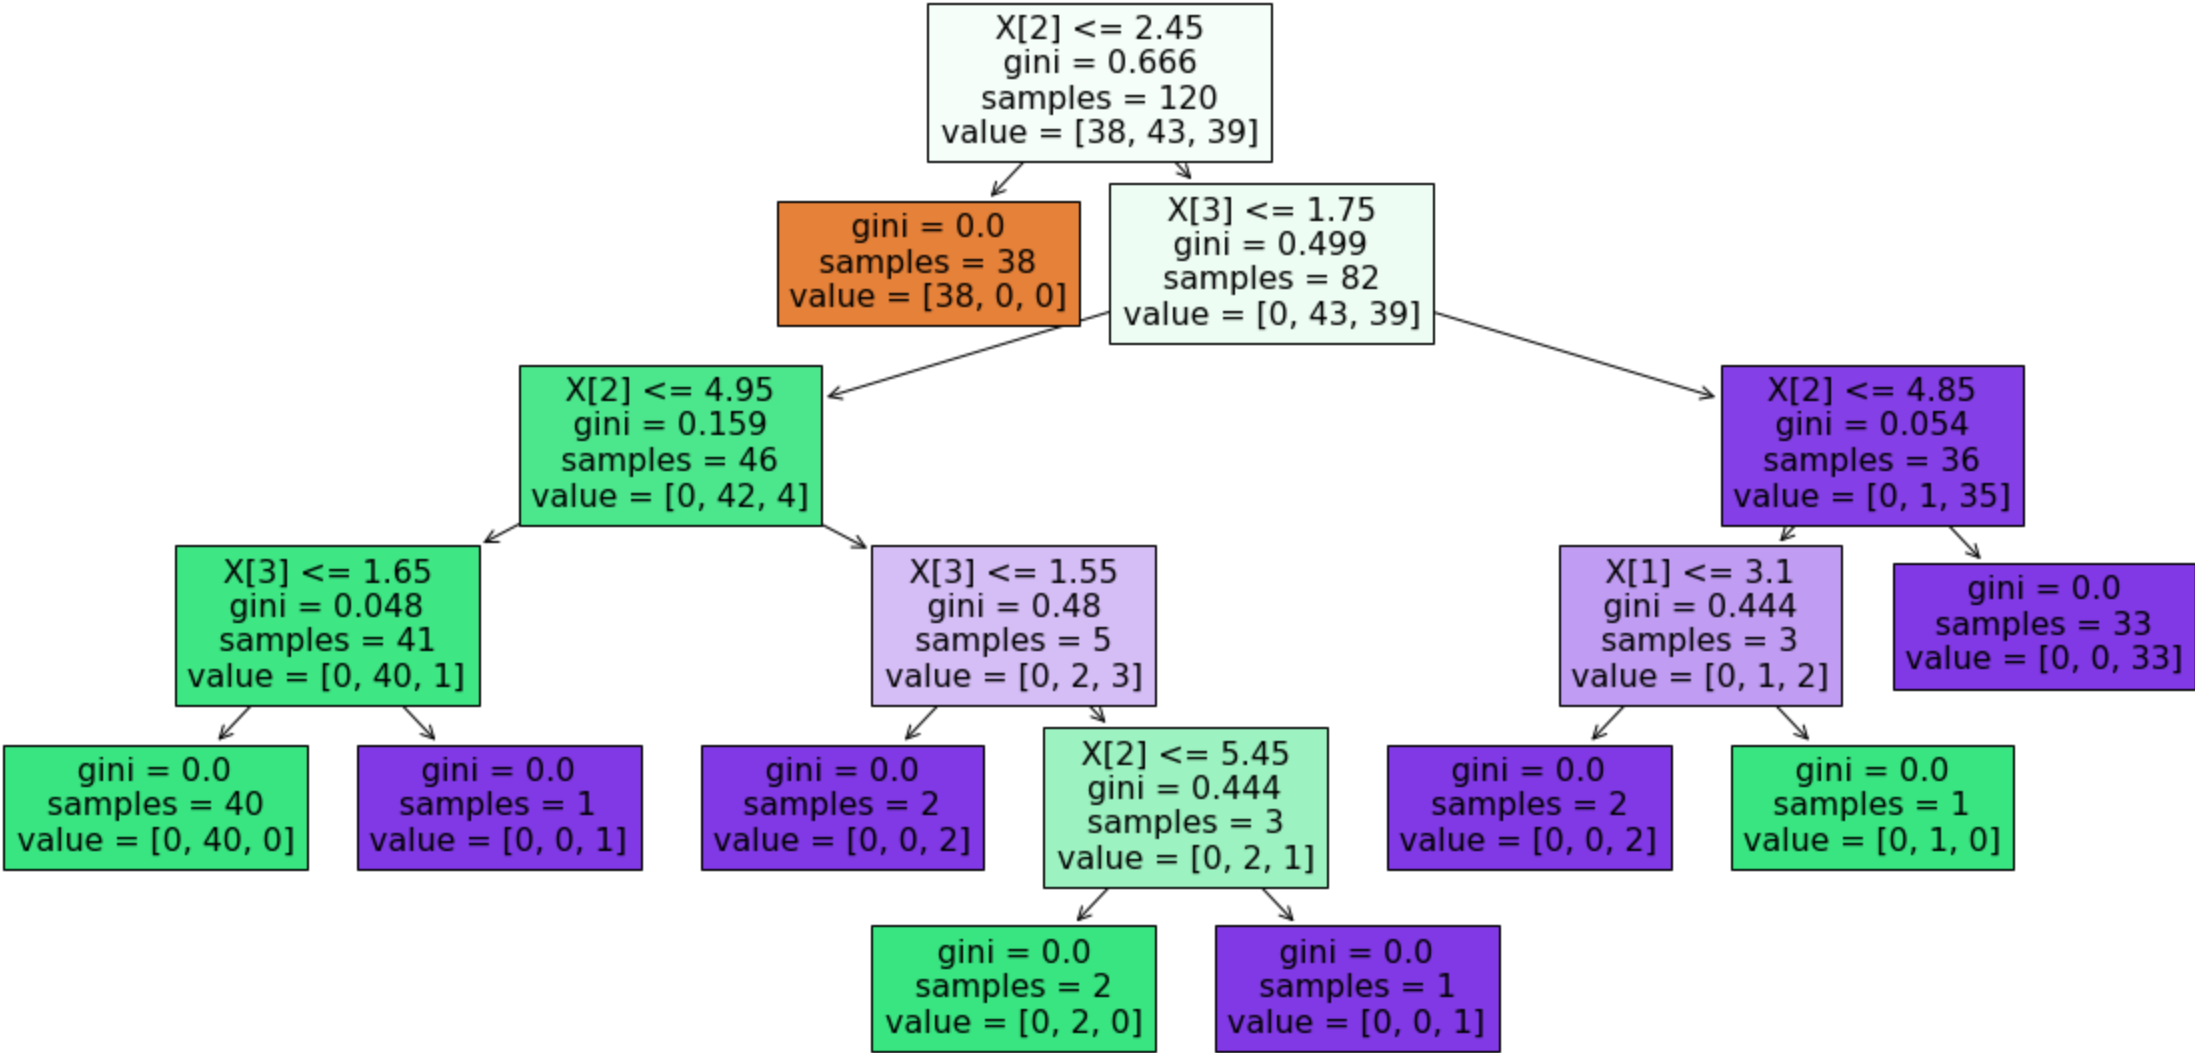 X[2] <= 2.45
gini = 0.666
samples = 120
value = [38, 43, 39]
gini = 0.0
samples = 38
value = [38, 0, 0]
X[3] <= 1.75
gini = 0.499
samples = 82
value = [0, 43, 39]
X[2] <= 4.95
gini = 0.159
samples = 46
value = [0, 42, 4]
X[2] <= 4.85
gini = 0.054
samples = 36
value = [0, 1, 35]
X[3] <= 1.65
gini = 0.048
samples = 41
value = [0, 40, 1]
X[3] <= 1.55
gini = 0.48
samples = 5
value = [0, 2, 3]
X[1] <= 3.1
gini = 0.444
samples = 3
value = [0, 1, 2]
gini = 0.0
samples = 33
value = [0, 0, 33]
gini = 0.0
samples = 40
value = [0, 40, 0]
gini = 0.0
samples = 1
value = [0, 0, 1]
gini = 0.0
samples = 2
value = [0, 0, 2]
X[2] <= 5.45
gini = 0.444
samples = 3
value = [0, 2, 1]
gini = 0.0
samples = 2
value = [0, 0, 2]
gini = 0.0
samples = 1
value = [0, 1, 0]
gini = 0.0
samples = 2
value = [0, 2, 0]
gini = 0.0
samples = 1
value = [0, 0, 1]